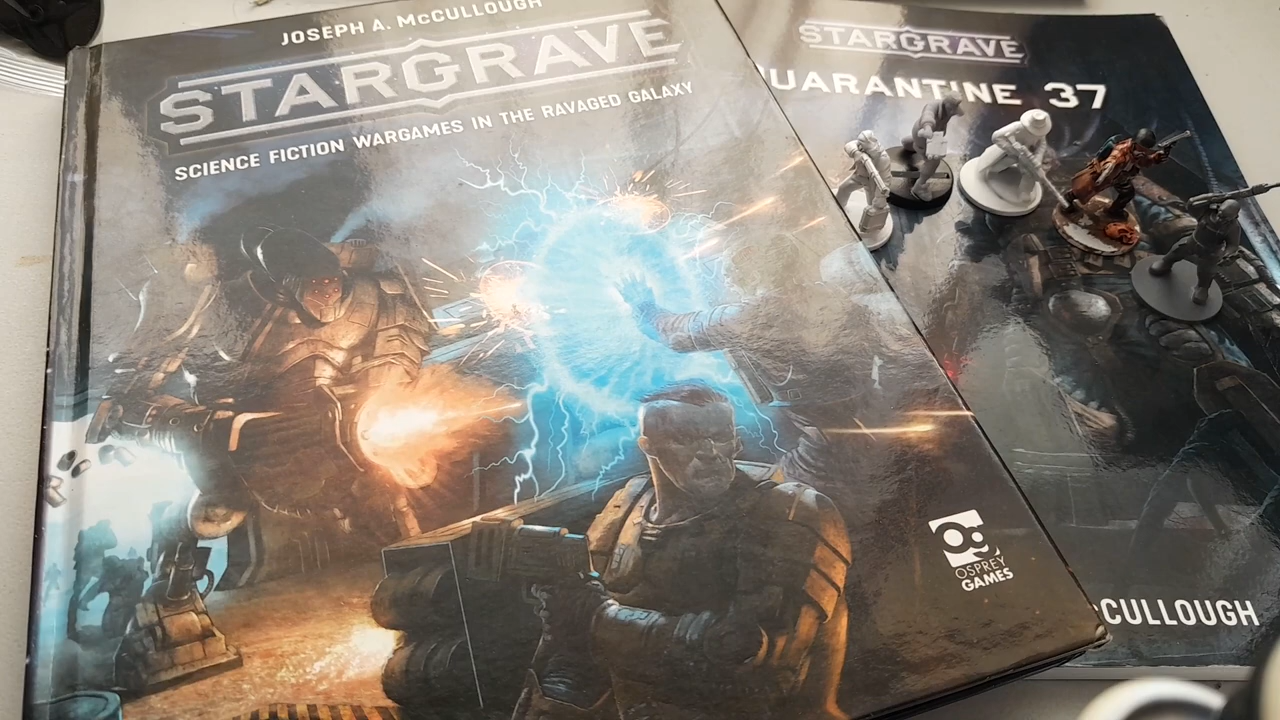 JOSEPH A. McCULLOUGH
STARGRAVE
SCIENCE FICTION WARGAMES IN THE RAVAGED GALAXY
OSPREY
GAMES
STARGRAVE
UARANTINE 37
cCULLOUGH